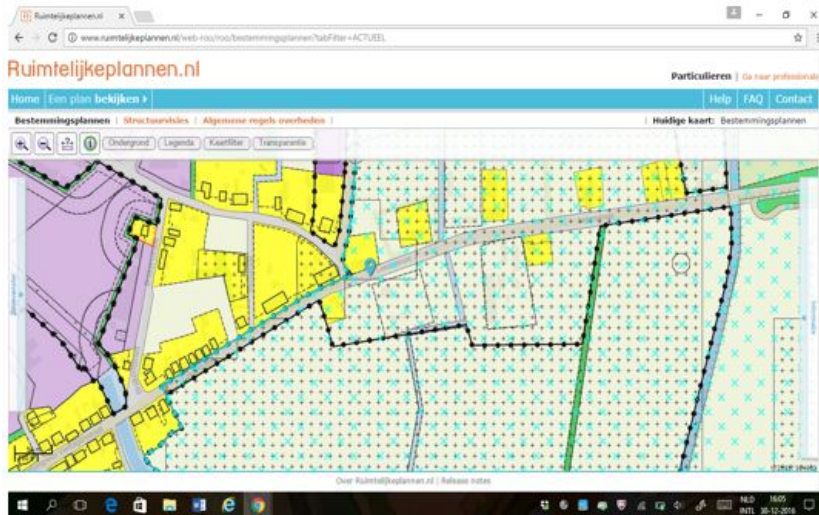 Ruimtelijkeplannen.nl
www.ruimtelijkeplannen.nl/web-roo/roo/bestemmingsplannen?tabFilter=ACTUEEL
Ruimtelijkeplannen.nl
Particulieren | Ga naar professionals
Home Een plan bekijken
Help FAQ Contact
Bestemmingsplannen | Structuurvisies | Algemene regels overheden |
| Huidige kaart: Bestemmingsplannen
Ondergrond Legenda Kaartfilter Transparantie
Over Ruimtelijkeplannen.nl | Release notes
NLD 16:05
INTL 30-12-2016